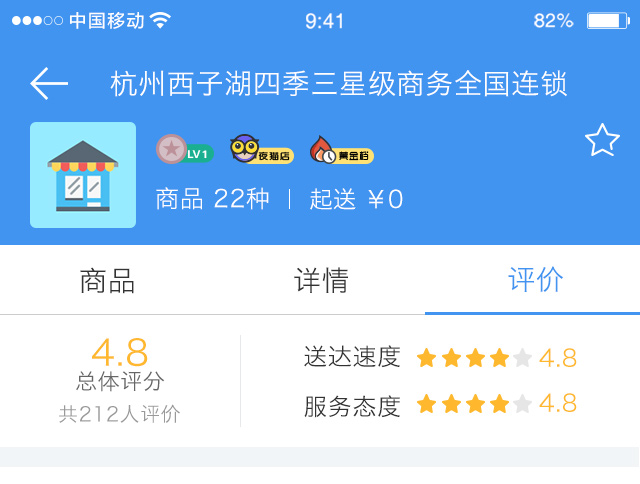 中国移动 9:41 82%
杭州西子湖四季三星级商务全国连锁
LV1 夜猫店 黄金档
商品 22种 起送 ￥0
商品 详情 评价
4.8
总体评分
共212人评价
送达速度 4.8
服务态度 4.8